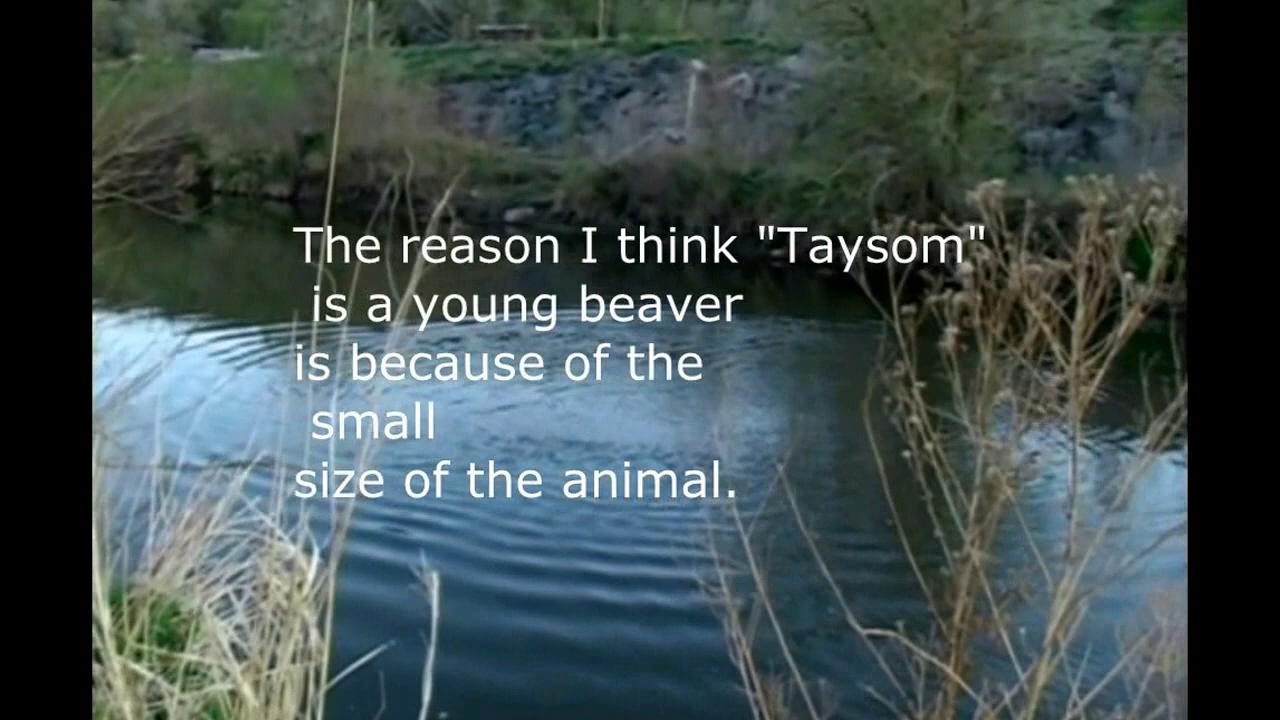 The reason I think "Taysom"
is a young beaver
is because of the
small
size of the animal.